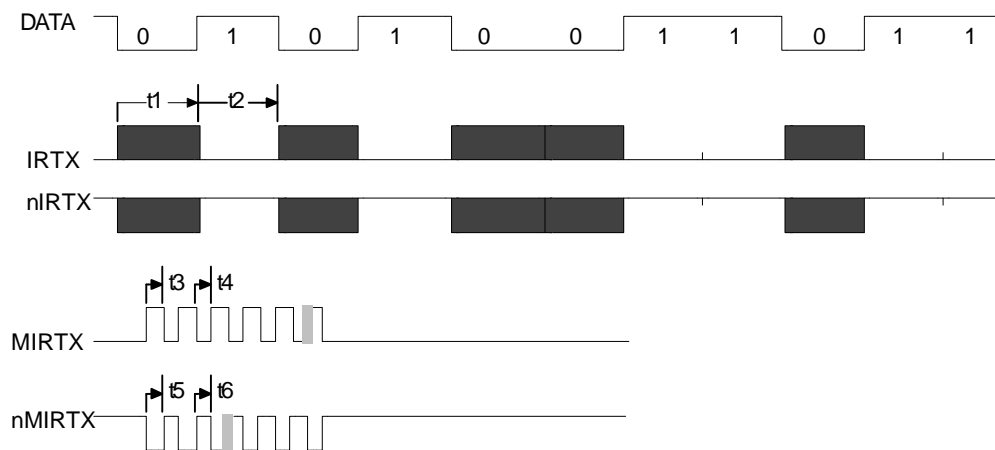 DATA 0 1 0 1 0 0 1 1 0 1 1
t1 t2
IRTX
nIRTX
t3 t4
MIRTX
t5 t6
nMIRTX